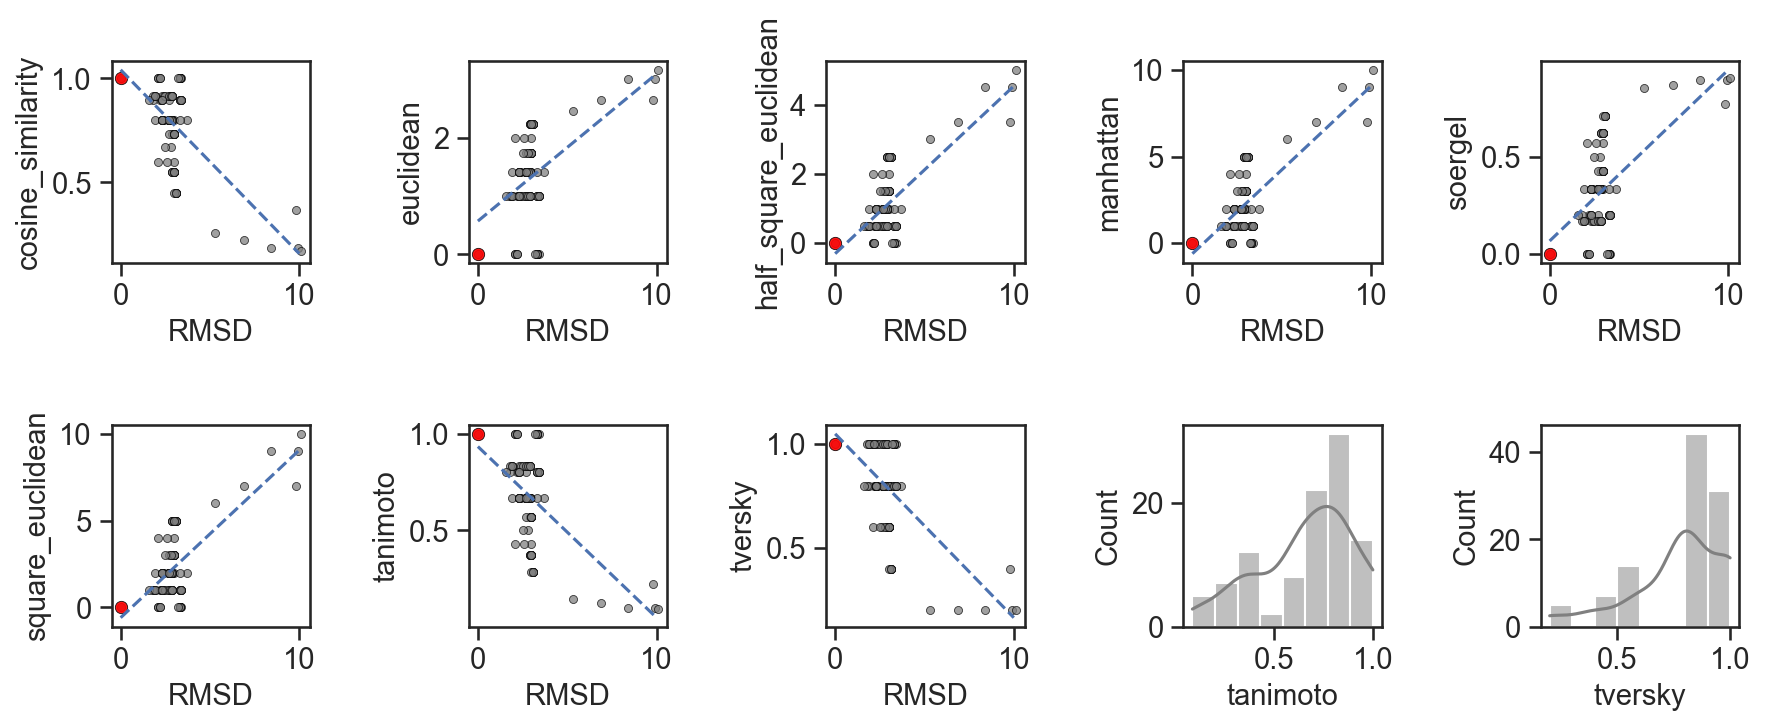 cosine_similarity
1.0
0.5
0 10
RMSD
euclidean
2
0
0 10
RMSD
half_square_euclidean
4
2
0
0 10
RMSD
manhattan
10
5
0
0 10
RMSD
soergel
0.5
0.0
0 10
RMSD
square_euclidean
10
5
0
0 10
RMSD
tanimoto
1.0
0.5
0 10
RMSD
tversky
1.0
0.5
0 10
RMSD
Count
20
0
0.5 1.0
tanimoto
Count
40
20
0
0.5 1.0
tversky